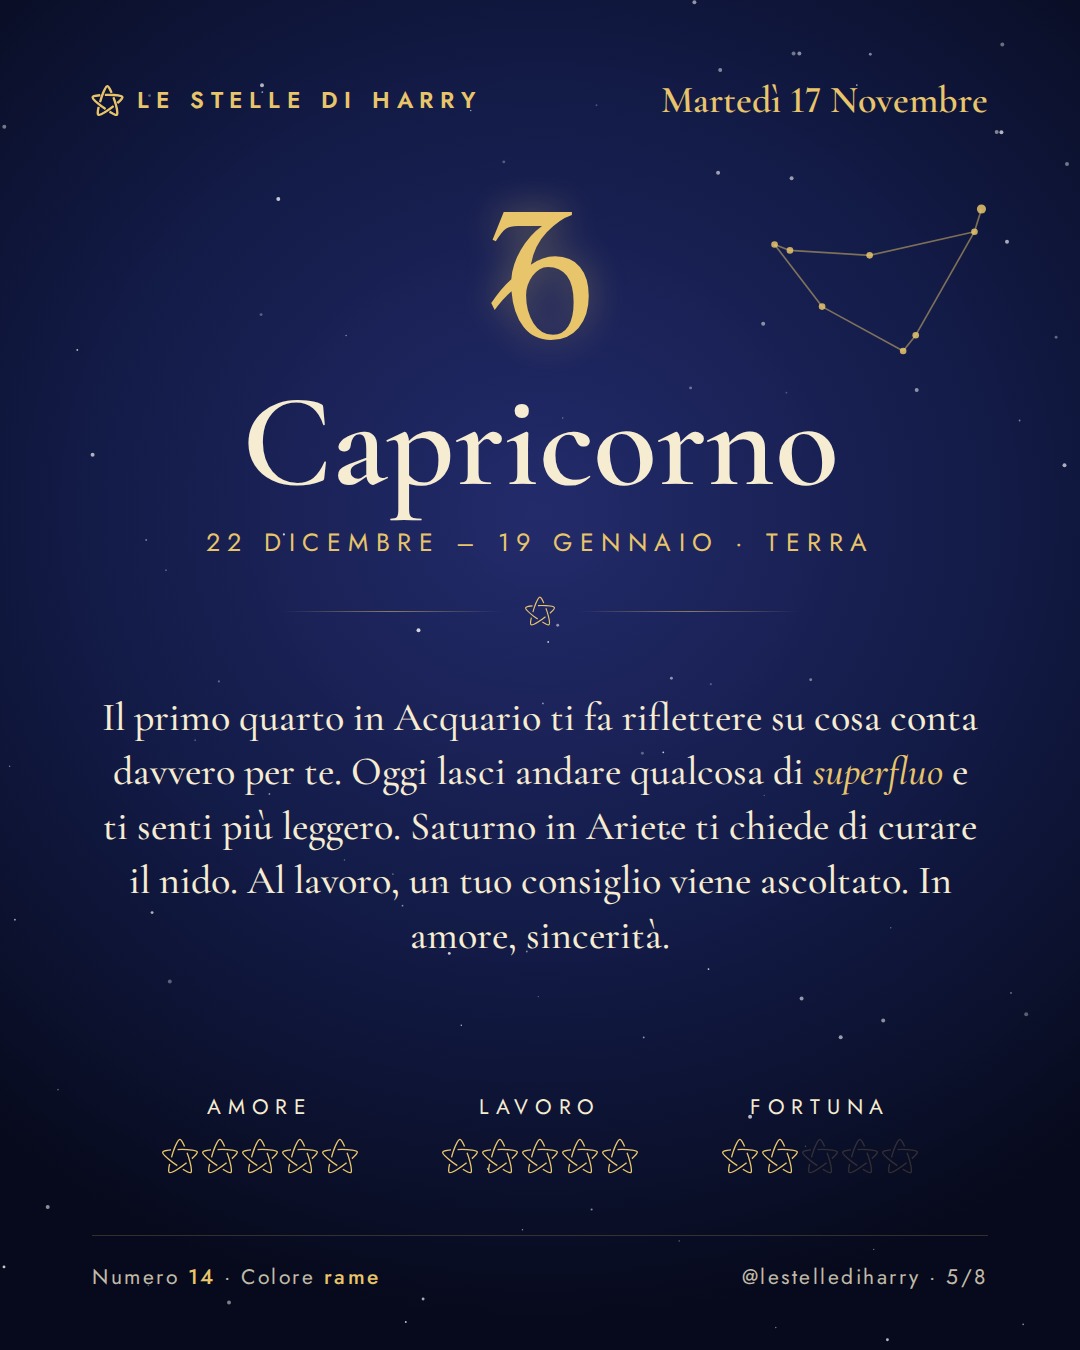 LE STELLE DI HARRY
Martedì 17 Novembre
Capricorno
22 DICEMBRE – 19 GENNAIO · TERRA
Il primo quarto in Acquario ti fa riflettere su cosa conta
davvero per te. Oggi lasci andare qualcosa di superfluo e
ti senti più leggero. Saturno in Ariete ti chiede di curare
il nido. Al lavoro, un tuo consiglio viene ascoltato. In
amore, sincerità.
AMORE
LAVORO
FORTUNA
Numero 14 · Colore rame
@lestellediharry · 5/8